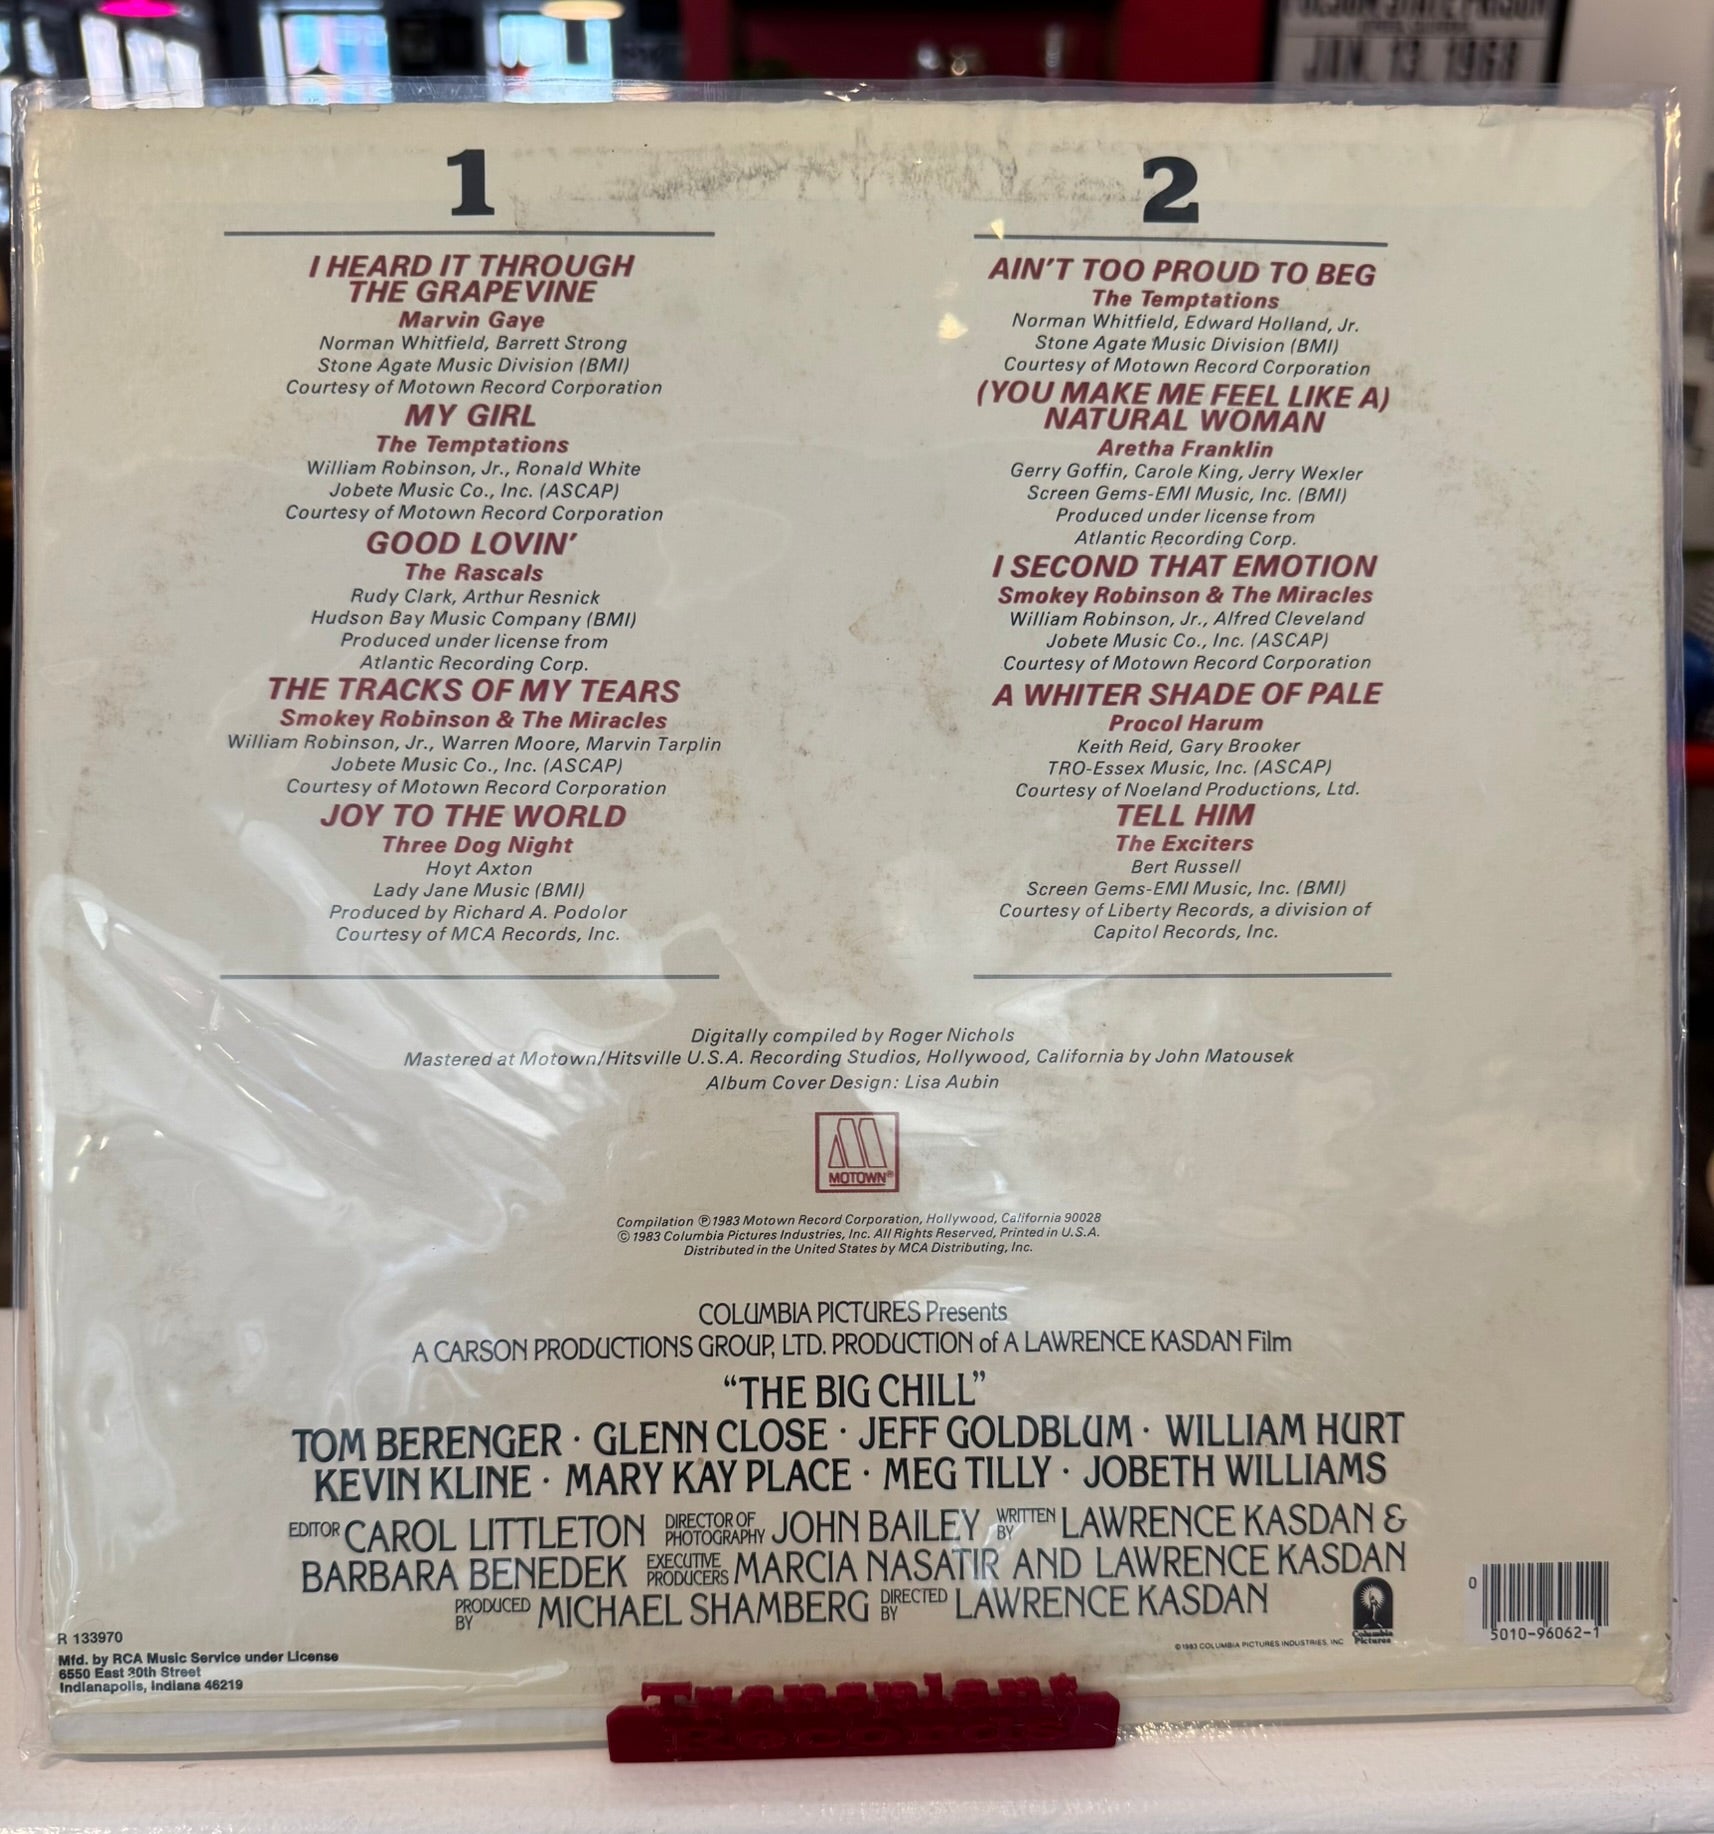 FOLSOM STATE PRISON
JAN. 13, 1968
1
I HEARD IT THROUGH
THE GRAPEVINE
Marvin Gaye
Norman Whitfield, Barrett Strong
Stone Agate Music Division (BMI)
Courtesy of Motown Record Corporation
MY GIRL
The Temptations
William Robinson, Jr., Ronald White
Jobete Music Co., Inc. (ASCAP)
Courtesy of Motown Record Corporation
GOOD LOVIN'
The Rascals
Rudy Clark, Arthur Resnick
Hudson Bay Music Company (BMI)
Produced under license from
Atlantic Recording Corp.
THE TRACKS OF MY TEARS
Smokey Robinson & The Miracles
William Robinson, Jr., Warren Moore, Marvin Tarplin
Jobete Music Co., Inc. (ASCAP)
Courtesy of Motown Record Corporation
JOY TO THE WORLD
Three Dog Night
Hoyt Axton
Lady Jane Music (BMI)
Produced by Richard A. Podolor
Courtesy of MCA Records, Inc.
2
AIN'T TOO PROUD TO BEG
The Temptations
Norman Whitfield, Edward Holland, Jr.
Stone Agate Music Division (BMI)
Courtesy of Motown Record Corporation
(YOU MAKE ME FEEL LIKE A)
NATURAL WOMAN
Aretha Franklin
Gerry Goffin, Carole King, Jerry Wexler
Screen Gems-EMI Music, Inc. (BMI)
Produced under license from
Atlantic Recording Corp.
I SECOND THAT EMOTION
Smokey Robinson & The Miracles
William Robinson, Jr., Alfred Cleveland
Jobete Music Co., Inc. (ASCAP)
Courtesy of Motown Record Corporation
A WHITER SHADE OF PALE
Procol Harum
Keith Reid, Gary Brooker
TRO-Essex Music, Inc. (ASCAP)
Courtesy of Noeland Productions, Ltd.
TELL HIM
The Exciters
Bert Russell
Screen Gems-EMI Music, Inc. (BMI)
Courtesy of Liberty Records, a division of
Capitol Records, Inc.
Digitally compiled by Roger Nichols
Mastered at Motown/Hitsville U.S.A. Recording Studios, Hollywood, California by John Matousek
Album Cover Design: Lisa Aubin
MOTOWN®
Compilation ℗1983 Motown Record Corporation, Hollywood, California 90028
©1983 Columbia Pictures Industries, Inc. All Rights Reserved, Printed in U.S.A.
Distributed in the United States by MCA Distributing, Inc.
COLUMBIA PICTURES Presents
A CARSON PRODUCTIONS GROUP, LTD. PRODUCTION of A LAWRENCE KASDAN Film
“THE BIG CHILL”
TOM BERENGER · GLENN CLOSE · JEFF GOLDBLUM · WILLIAM HURT
KEVIN KLINE · MARY KAY PLACE · MEG TILLY · JOBETH WILLIAMS
EDITOR CAROL LITTLETON DIRECTOR OF PHOTOGRAPHY JOHN BAILEY WRITTEN BY LAWRENCE KASDAN &
BARBARA BENEDEK EXECUTIVE PRODUCERS MARCIA NASATIR AND LAWRENCE KASDAN
PRODUCED BY MICHAEL SHAMBERG DIRECTED BY LAWRENCE KASDAN
Columbia
Pictures
©1983 COLUMBIA PICTURES INDUSTRIES, INC.
0
5010-96062-1
R 133970
Mfd. by RCA Music Service under License
6550 East 30th Street
Indianapolis, Indiana 46219
Transplant
Records